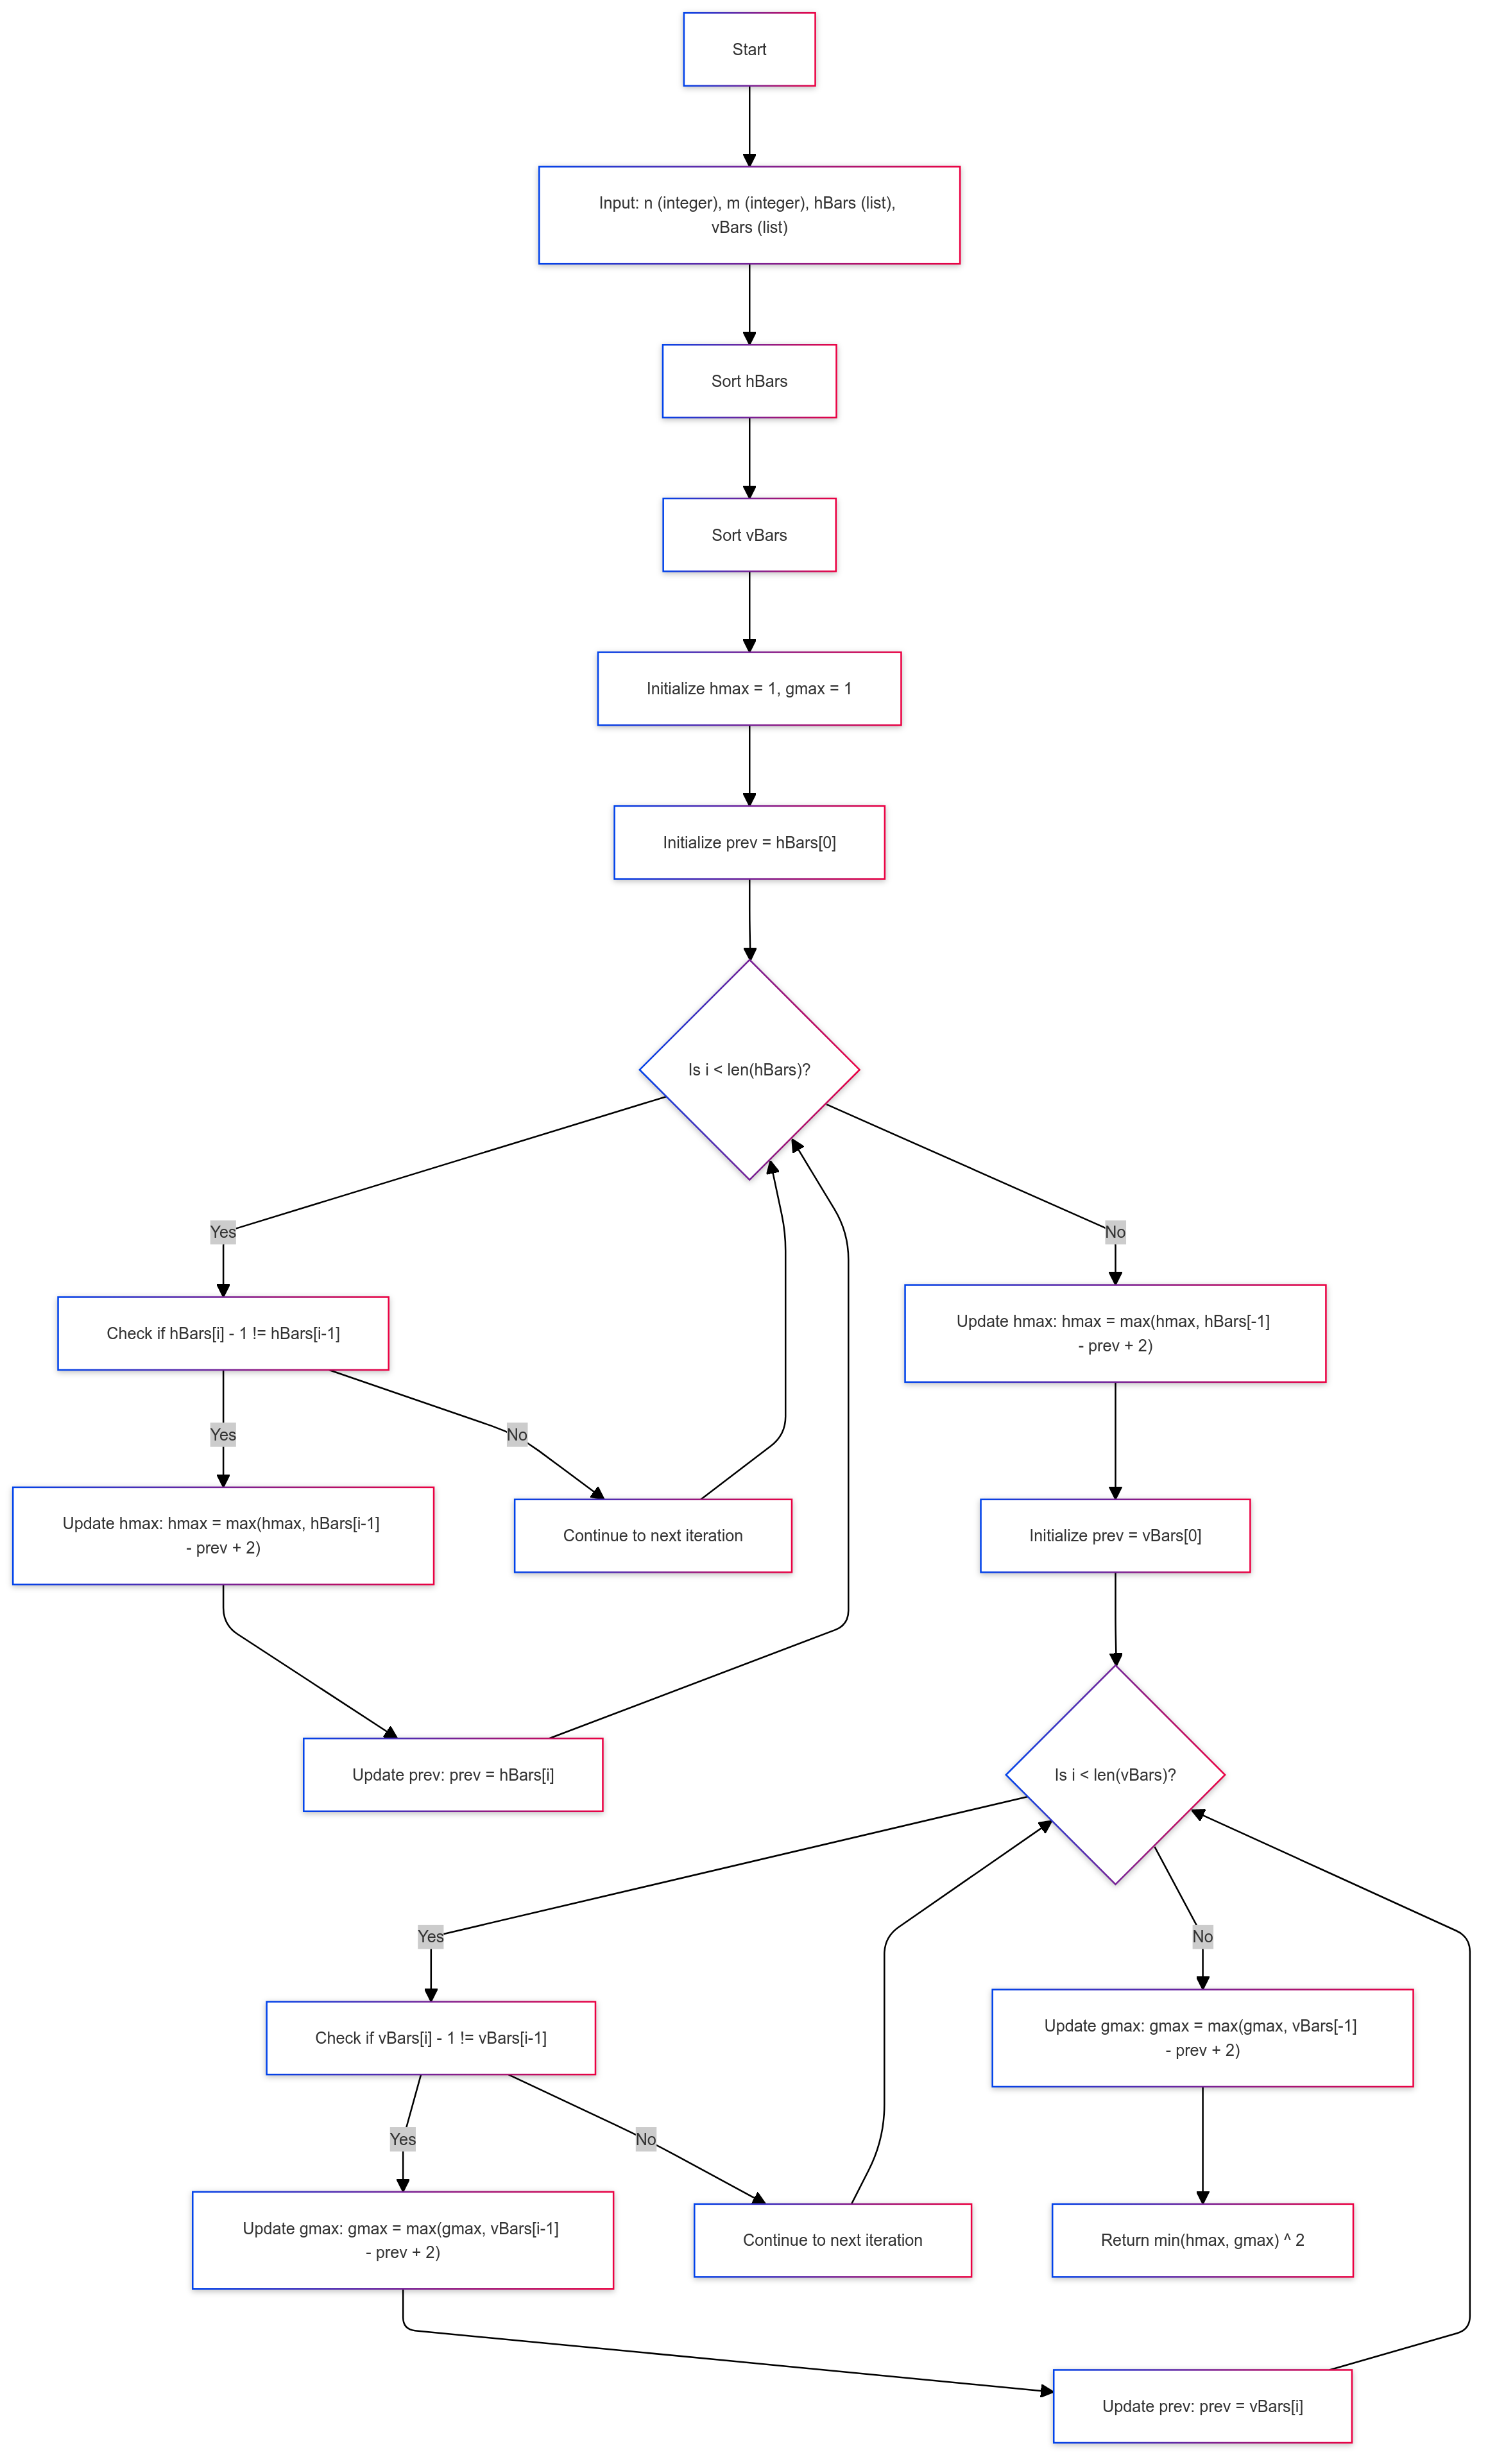 Start
Input: n (integer), m (integer), hBars (list),
vBars (list)
Sort hBars
Sort vBars
Initialize hmax = 1, gmax = 1
Initialize prev = hBars[0]
Is i < len(hBars)?
Yes
No
Check if hBars[i] - 1 != hBars[i-1]
Update hmax: hmax = max(hmax, hBars[-1]
- prev + 2)
Yes
No
Update hmax: hmax = max(hmax, hBars[i-1]
- prev + 2)
Continue to next iteration
Initialize prev = vBars[0]
Update prev: prev = hBars[i]
Is i < len(vBars)?
Yes
No
Check if vBars[i] - 1 != vBars[i-1]
Update gmax: gmax = max(gmax, vBars[-1]
- prev + 2)
Yes
No
Update gmax: gmax = max(gmax, vBars[i-1]
- prev + 2)
Continue to next iteration
Return min(hmax, gmax) ^ 2
Update prev: prev = vBars[i]